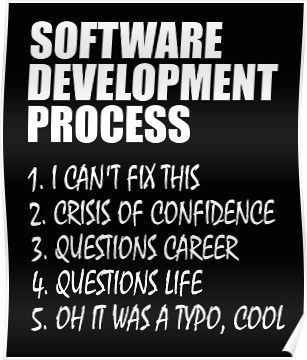 SOFTWARE
DEVELOPMENT
PROCESS
1. I CAN'T FIX THIS
2. CRISIS OF CONFIDENCE
3. QUESTIONS CAREER
4. QUESTIONS LIFE
5. OH IT WAS A TYPO, COOL